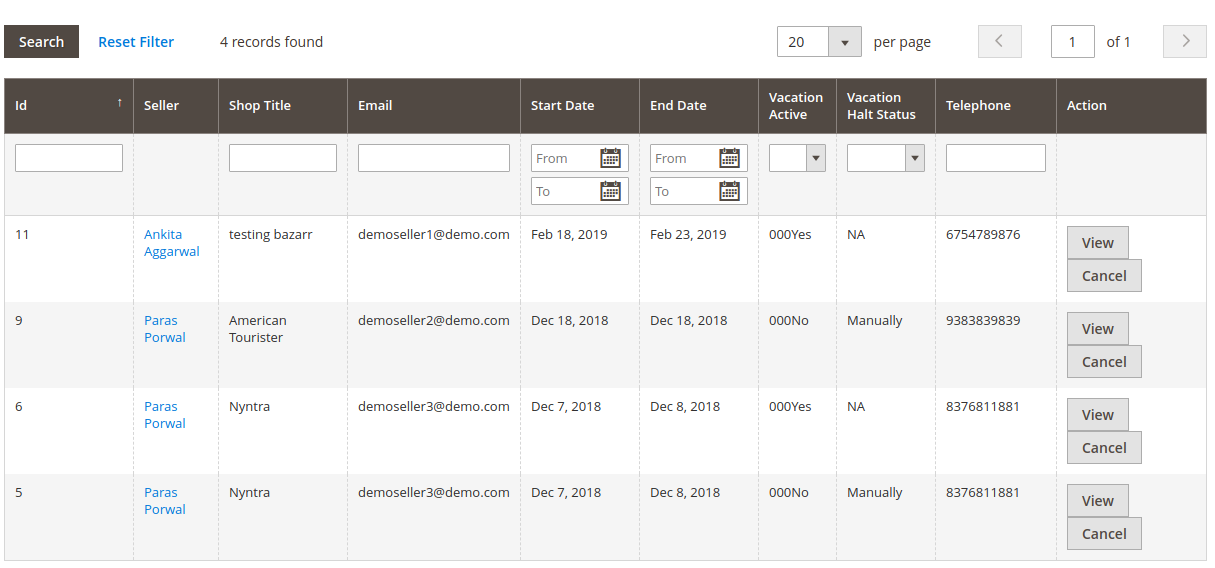 Search Reset Filter 4 records found 20 per page 1 of 1
Id ↑ Seller Shop Title Email Start Date End Date Vacation Active Vacation Halt Status Telephone Action
From From
To To
11 Ankita Aggarwal testing bazarr demoseller1@demo.com Feb 18, 2019 Feb 23, 2019 000Yes NA 6754789876 View
Cancel
9 Paras Porwal American Tourister demoseller2@demo.com Dec 18, 2018 Dec 18, 2018 000No Manually 9383839839 View
Cancel
6 Paras Porwal Nyntra demoseller3@demo.com Dec 7, 2018 Dec 8, 2018 000Yes NA 8376811881 View
Cancel
5 Paras Porwal Nyntra demoseller3@demo.com Dec 7, 2018 Dec 8, 2018 000No Manually 8376811881 View
Cancel